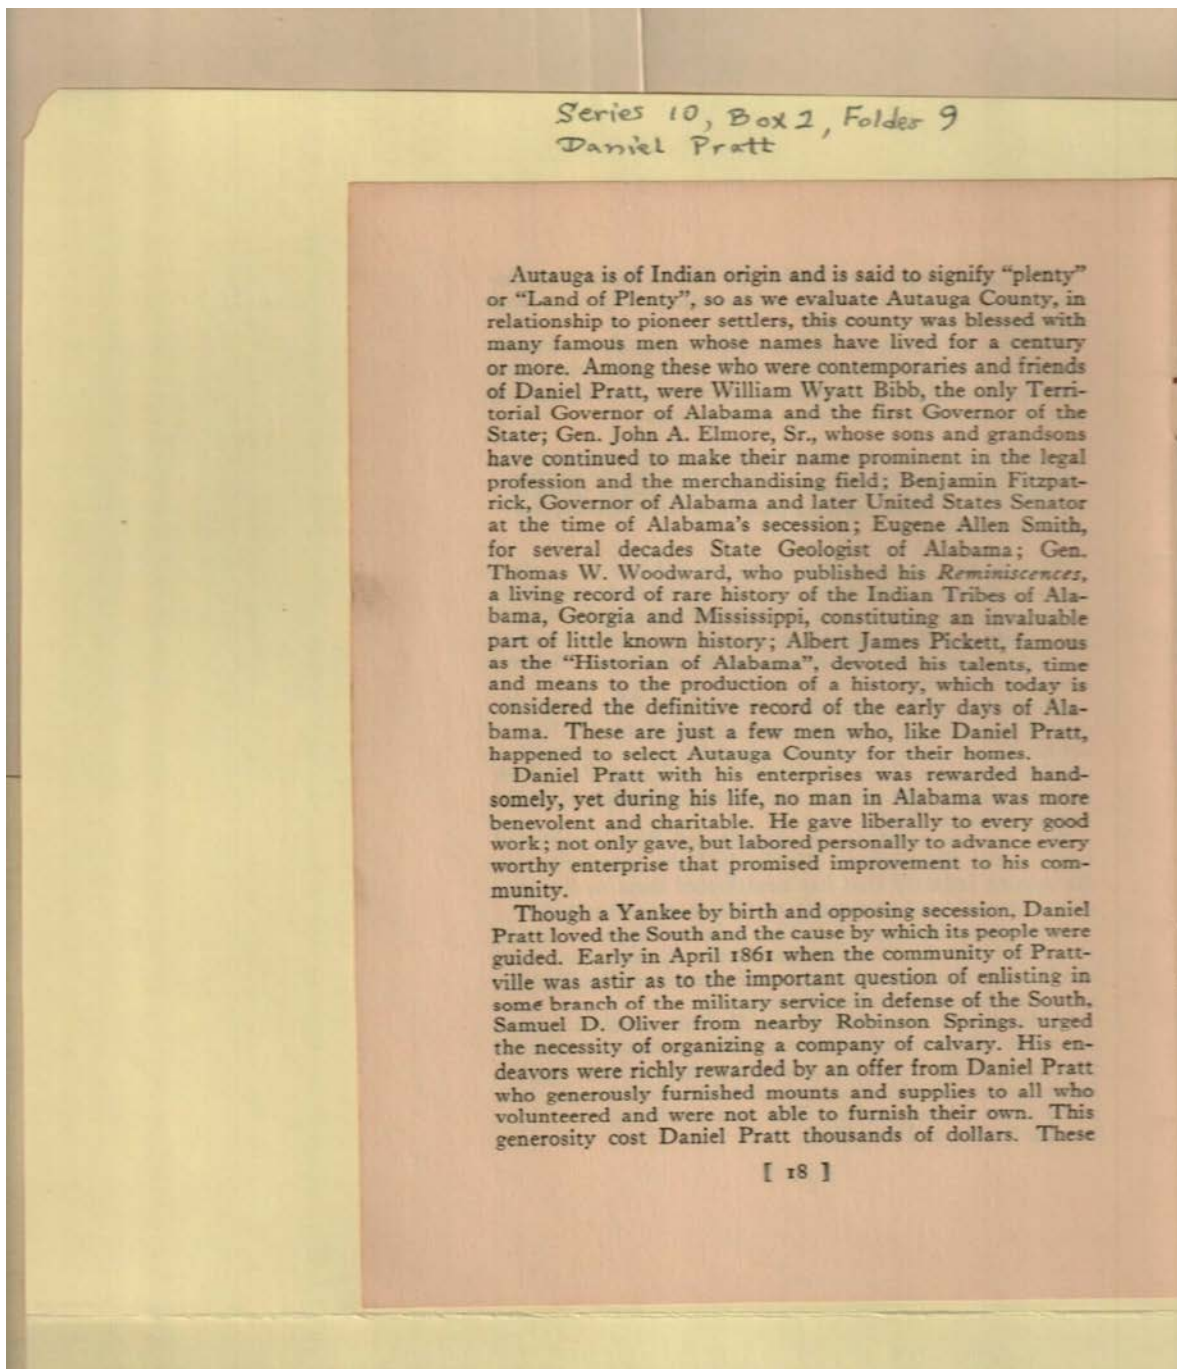 Series 10, Box 2, Folder 9
Daniel Pratt
Autauga is of Indian origin and is said to signify “plenty”
or “Land of Plenty”, so as we evaluate Autauga County, in
relationship to pioneer settlers, this county was blessed with
many famous men whose names have lived for a century
or more. Among these who were contemporaries and friends
of Daniel Pratt, were William Wyatt Bibb, the only Terri-
torial Governor of Alabama and the first Governor of the
State; Gen. John A. Elmore, Sr., whose sons and grandsons
have continued to make their name prominent in the legal
profession and the merchandising field; Benjamin Fitzpat-
rick, Governor of Alabama and later United States Senator
at the time of Alabama’s secession; Eugene Allen Smith,
for several decades State Geologist of Alabama; Gen.
Thomas W. Woodward, who published his Reminiscences,
a living record of rare history of the Indian Tribes of Ala-
bama, Georgia and Mississippi, constituting an invaluable
part of little known history; Albert James Pickett, famous
as the “Historian of Alabama”, devoted his talents, time
and means to the production of a history, which today is
considered the definitive record of the early days of Ala-
bama. These are just a few men who, like Daniel Pratt,
happened to select Autauga County for their homes.
Daniel Pratt with his enterprises was rewarded hand-
somely, yet during his life, no man in Alabama was more
benevolent and charitable. He gave liberally to every good
work; not only gave, but labored personally to advance every
worthy enterprise that promised improvement to his com-
munity.
Though a Yankee by birth and opposing secession, Daniel
Pratt loved the South and the cause by which its people were
guided. Early in April 1861 when the community of Pratt-
ville was astir as to the important question of enlisting in
some branch of the military service in defense of the South,
Samuel D. Oliver from nearby Robinson Springs. urged
the necessity of organizing a company of calvary. His en-
deavors were richly rewarded by an offer from Daniel Pratt
who generously furnished mounts and supplies to all who
volunteered and were not able to furnish their own. This
generosity cost Daniel Pratt thousands of dollars. These
[ 18 ]